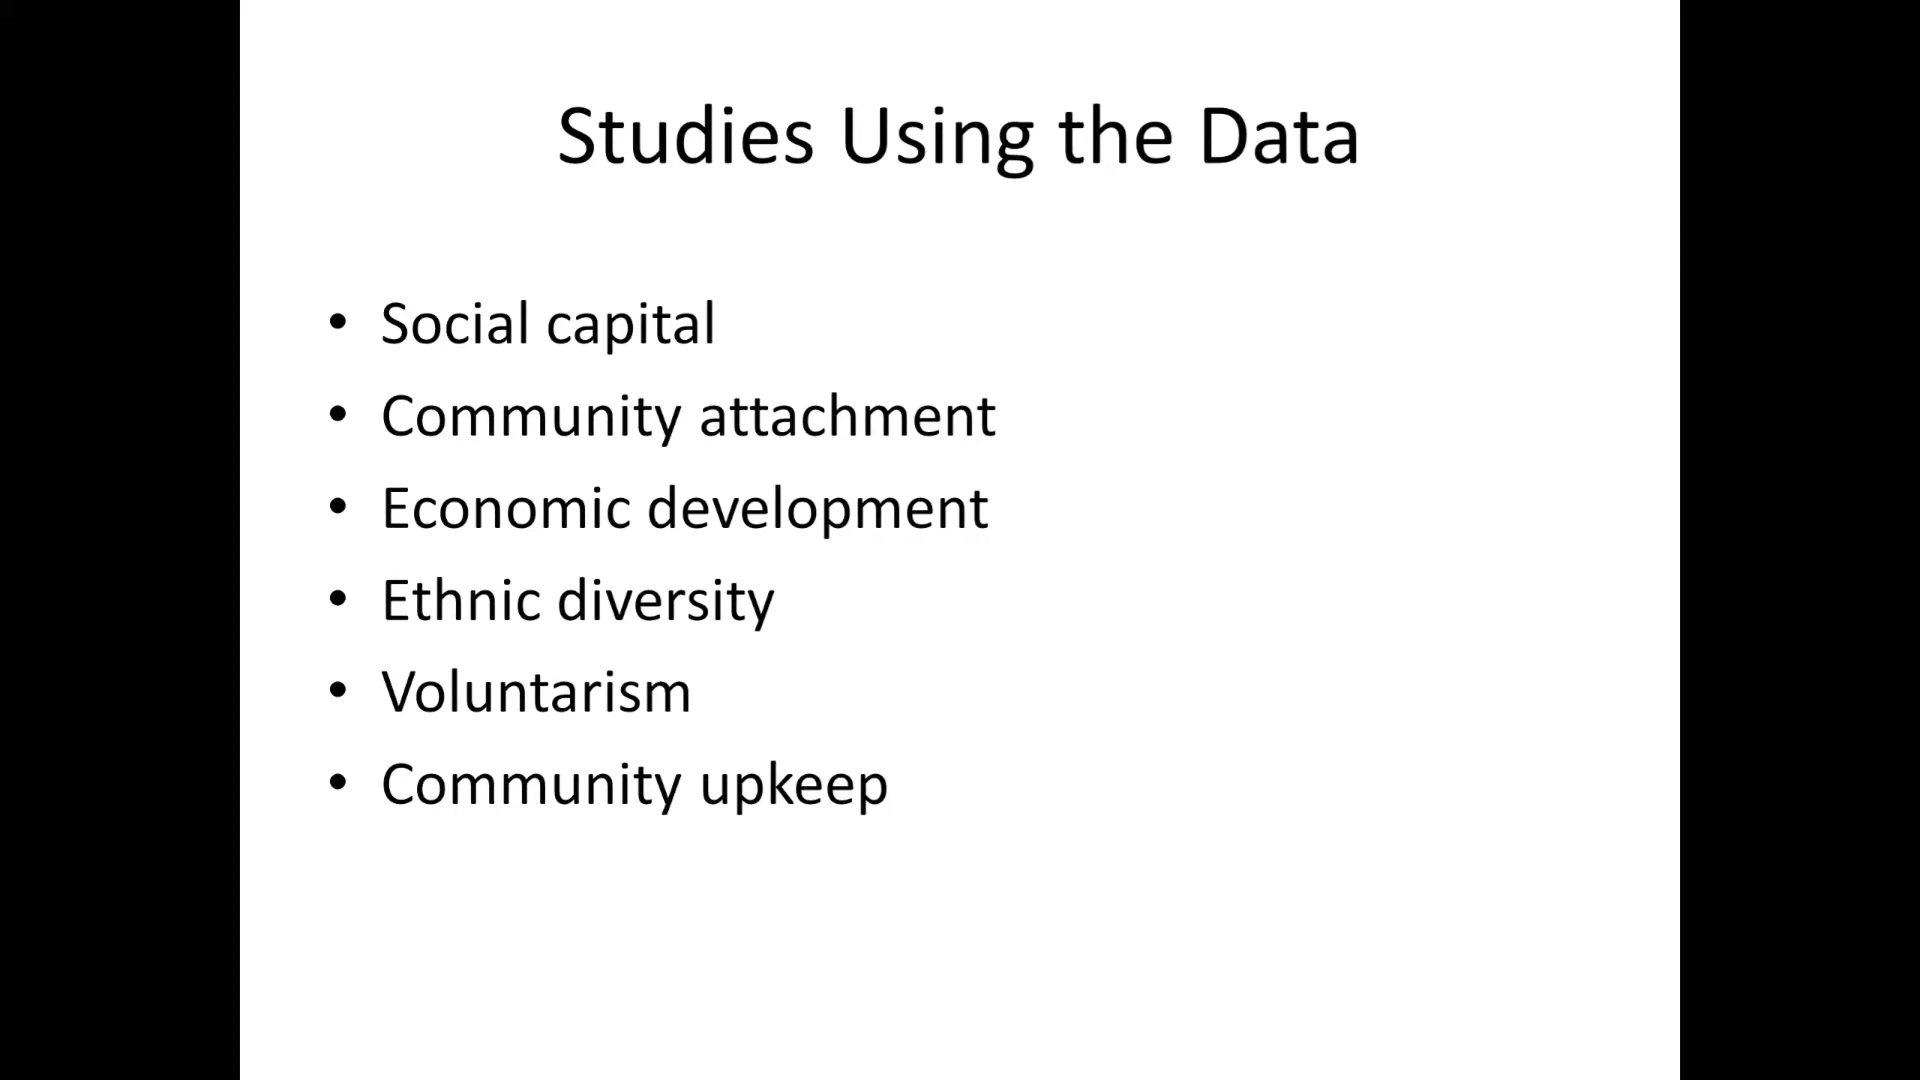 Studies Using the Data
• Social capital
• Community attachment
• Economic development
• Ethnic diversity
• Voluntarism
• Community upkeep